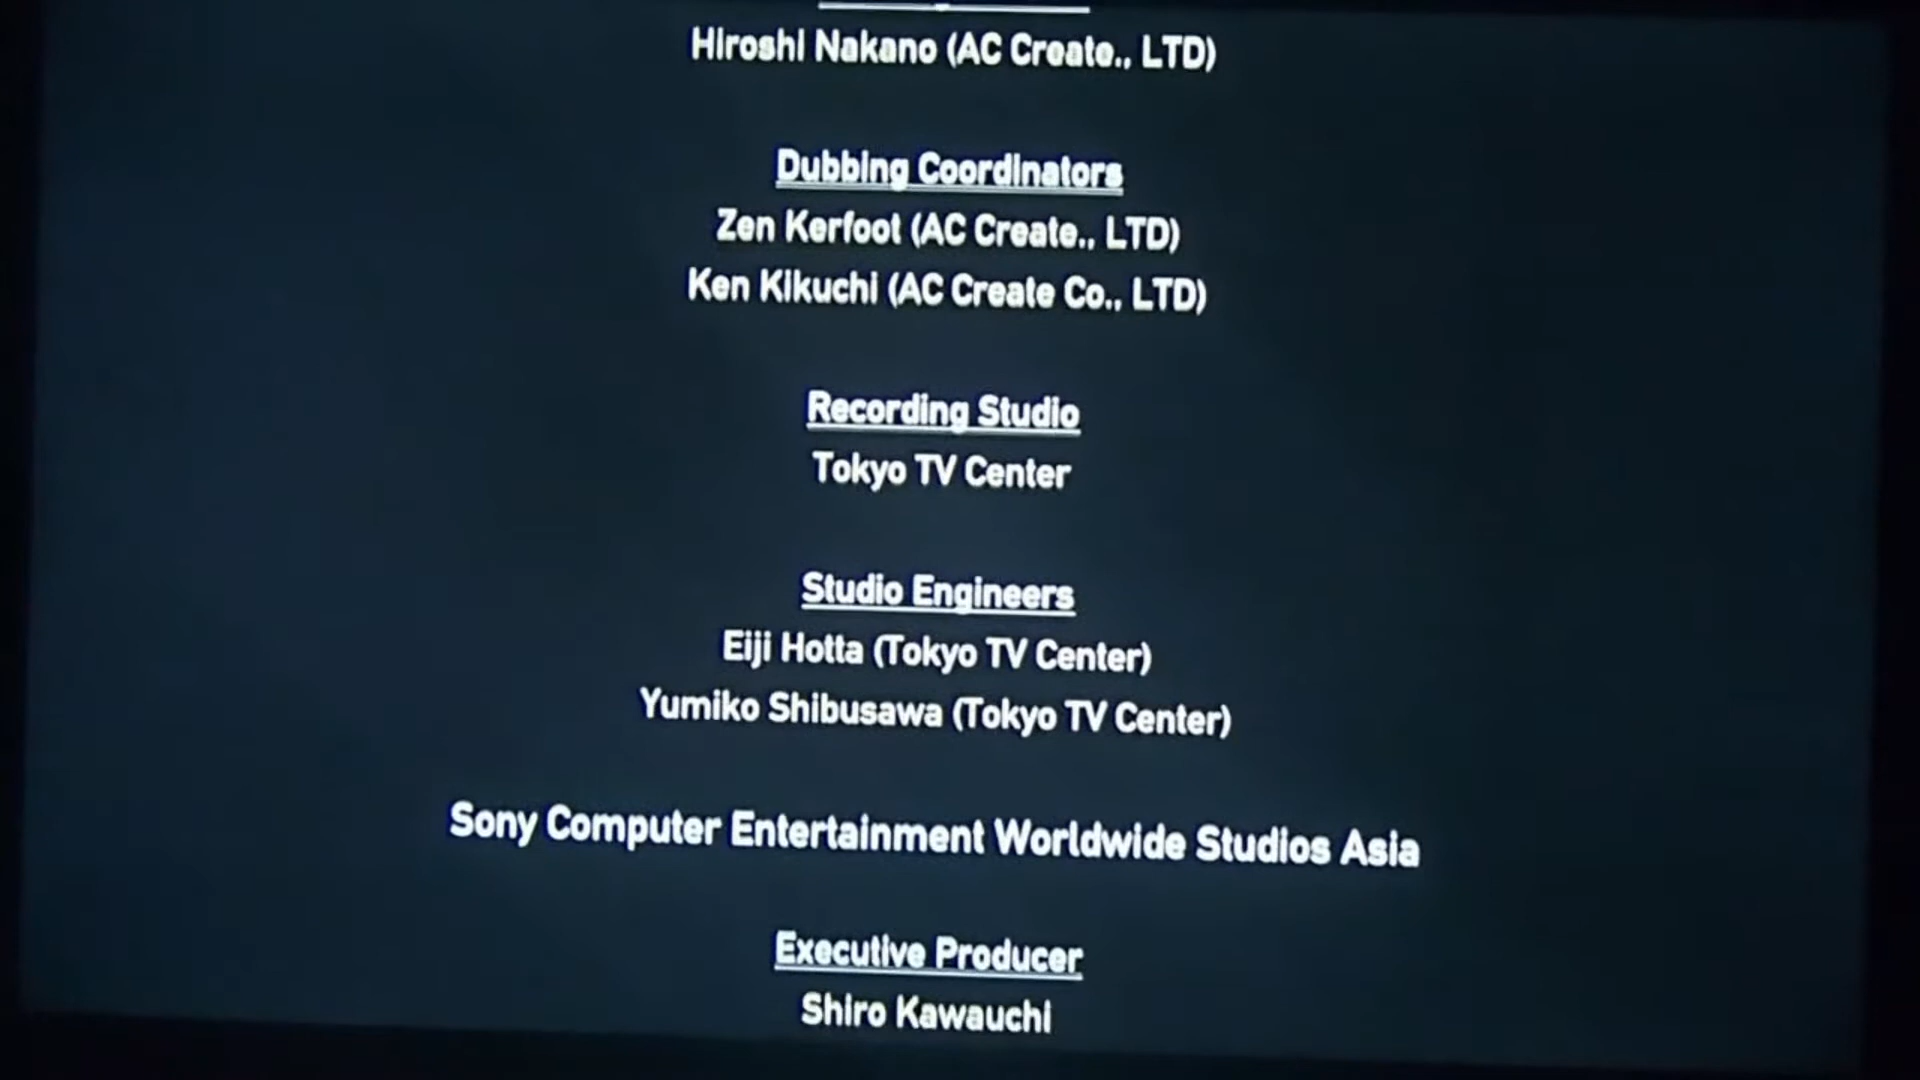 Hiroshi Nakano (AC Create., LTD)
Dubbing Coordinators
Zen Kerfoot (AC Create., LTD)
Ken Kikuchi (AC Create Co., LTD)
Recording Studio
Tokyo TV Center
Studio Engineers
Eiji Hotta (Tokyo TV Center)
Yumiko Shibusawa (Tokyo TV Center)
Sony Computer Entertainment Worldwide Studios Asia
Executive Producer
Shiro Kawauchi